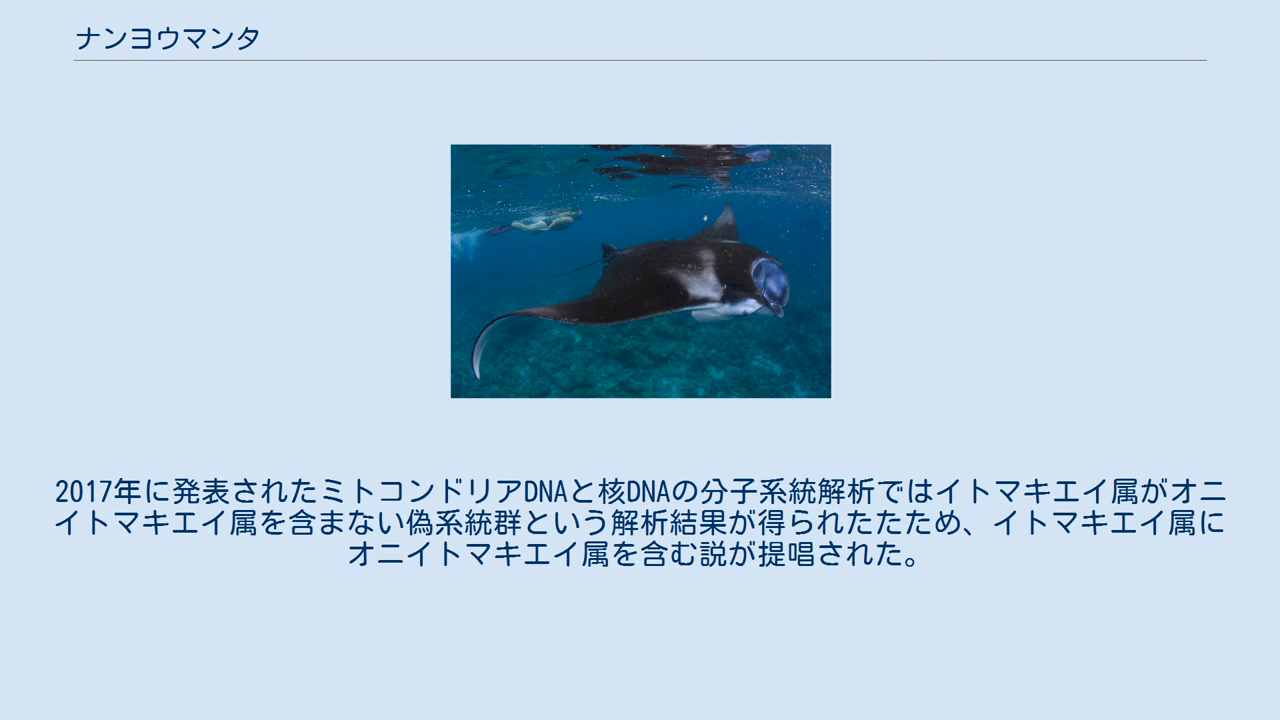 ナンヨウマンタ
2017年に発表されたミトコンドリアDNAと核DNAの分子系統解析ではイトマキエイ属がオニ
イトマキエイ属を含まない偽系統群という解析結果が得られたたため、イトマキエイ属に
オニイトマキエイ属を含む説が提唱された。